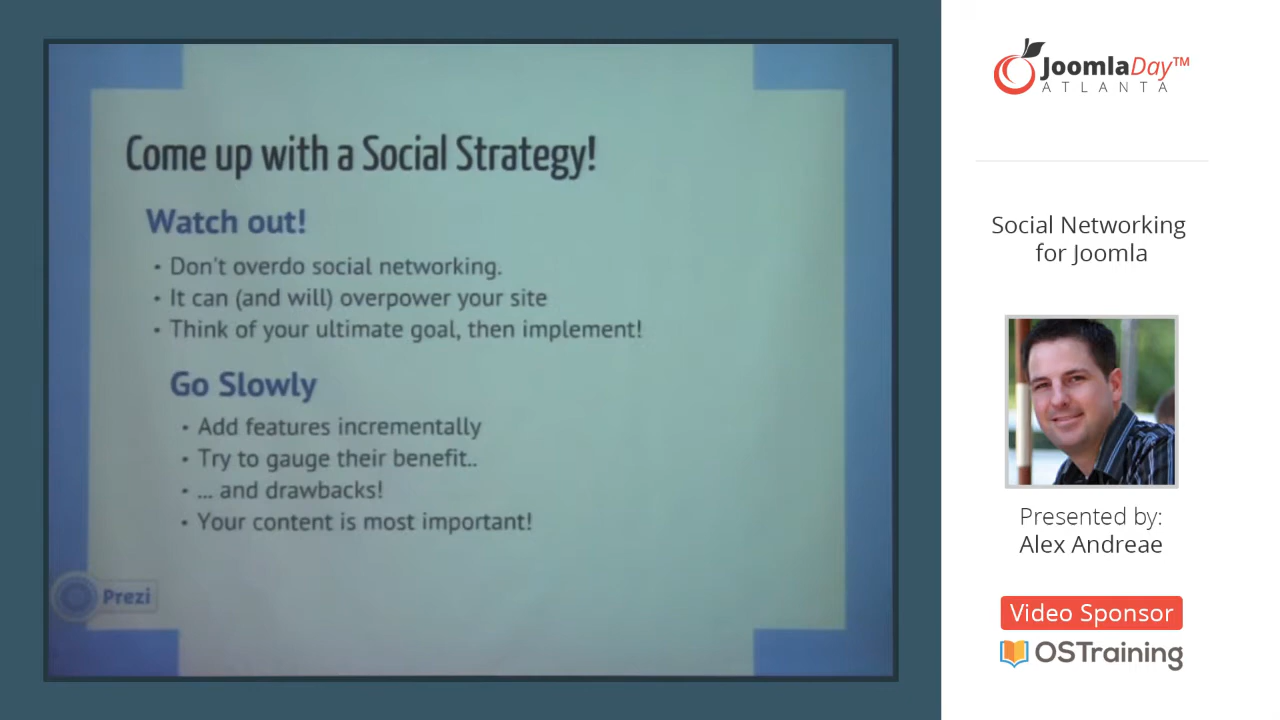 Come up with a Social Strategy!
Watch out!
• Don't overdo social networking.
• It can (and will) overpower your site
• Think of your ultimate goal, then implement!
Go Slowly
• Add features incrementally
• Try to gauge their benefit..
• ... and drawbacks!
• Your content is most important!
Prezi
JoomlaDay™
ATLANTA
Social Networking
for Joomla
Presented by:
Alex Andreae
Video Sponsor
OSTraining